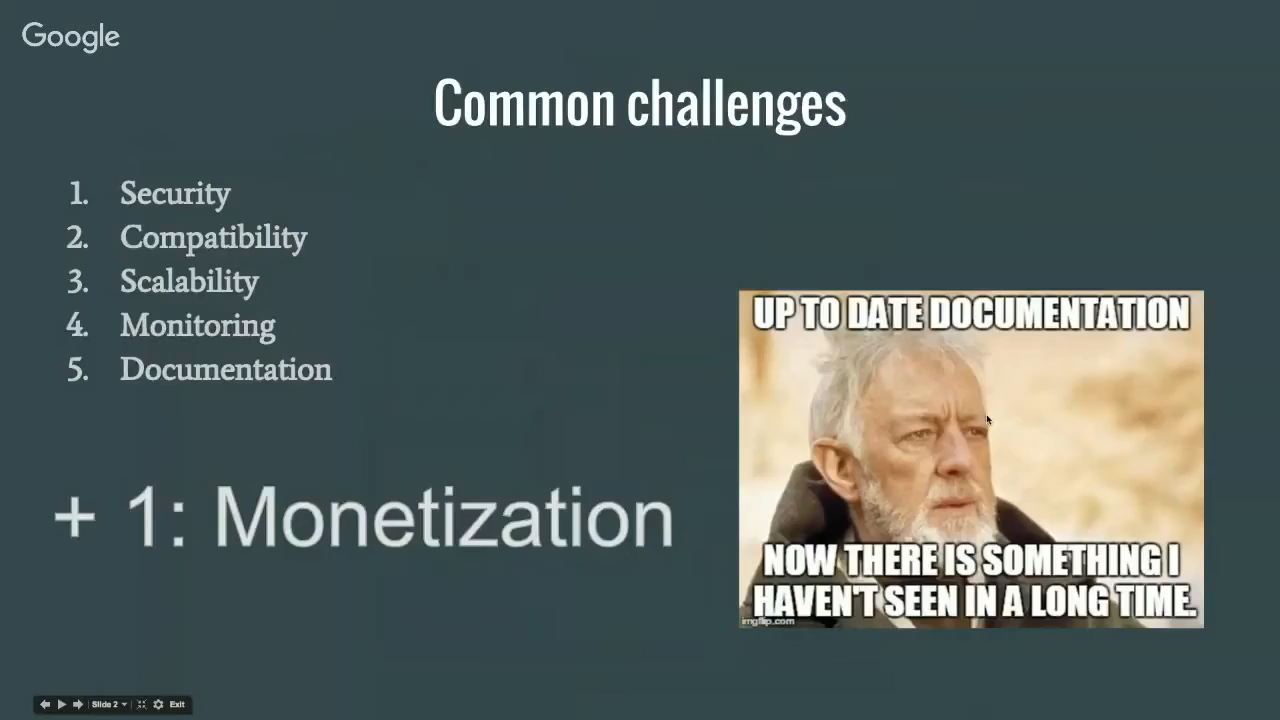 Google
Common challenges
1. Security
2. Compatibility
3. Scalability
4. Monitoring
5. Documentation
+ 1: Monetization
UP TO DATE DOCUMENTATION
NOW THERE IS SOMETHING I
HAVEN'T SEEN IN A LONG TIME.
imgflip.com
Slide 2
Exit